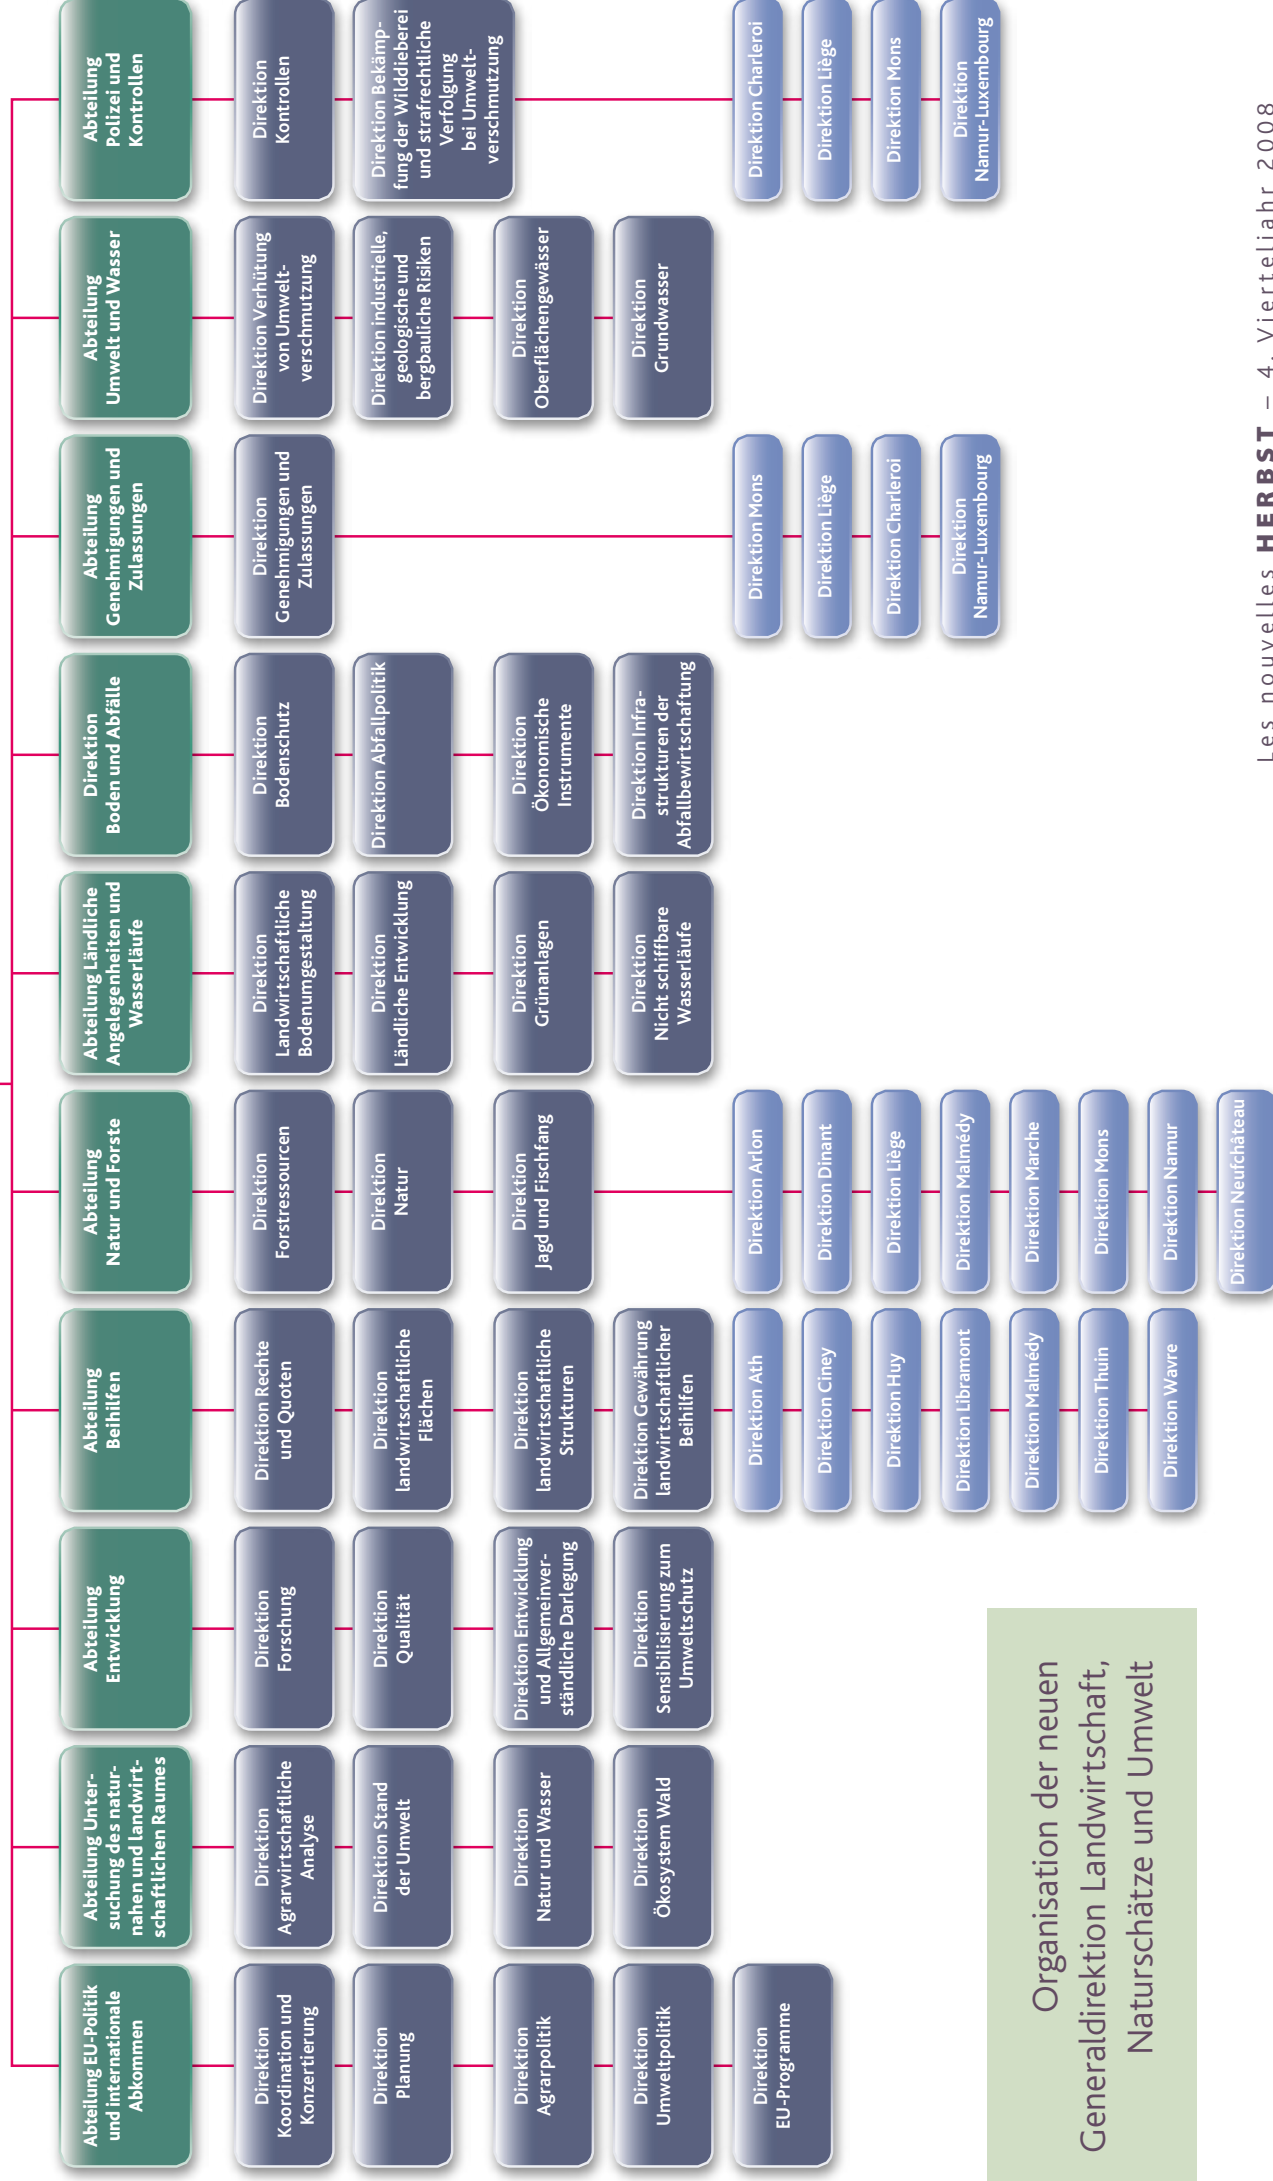 Abteilung EU-Politik
und internationale
Abkommen
Direktion
Koordination und
Konzertierung
Direktion
Planung
Direktion
Agrarpolitik
Direktion
Umweltpolitik
Direktion
EU-Programme
Abteilung Unter-
suchung des natur-
nahen und landwirt-
schaftlichen Raumes
Direktion
Agrarwirtschaftliche
Analyse
Direktion Stand
der Umwelt
Direktion
Natur und Wasser
Direktion
Ökosystem Wald
Abteilung
Entwicklung
Direktion
Forschung
Direktion
Qualität
Direktion Entwicklung
und Allgemeinver-
ständliche Darlegung
Direktion
Sensibilisierung zum
Umweltschutz
Abteilung
Beihilfen
Direktion Rechte
und Quoten
Direktion
landwirtschaftliche
Flächen
Direktion
landwirtschaftliche
Strukturen
Direktion Gewährung
landwirtschaftlicher
Beihilfen
Direktion Ath
Direktion Ciney
Direktion Huy
Direktion Libramont
Direktion Malmédy
Direktion Thuin
Direktion Wavre
Abteilung
Natur und Forste
Direktion
Forstressourcen
Direktion
Natur
Direktion
Jagd und Fischfang
Direktion Arlon
Direktion Dinant
Direktion Liège
Direktion Malmédy
Direktion Marche
Direktion Mons
Direktion Namur
Direktion Neufchâteau
Abteilung Ländliche
Angelegenheiten und
Wasserläufe
Direktion
Landwirtschaftliche
Bodenumgestaltung
Direktion
Ländliche Entwicklung
Direktion
Grünanlagen
Direktion
Nicht schiffbare
Wasserläufe
Direktion
Boden und Abfälle
Direktion
Bodenschutz
Direktion Abfallpolitik
Direktion
Ökonomische
Instrumente
Direktion Infra-
strukturen der
Abfallbewirtschaftung
Abteilung
Genehmigungen und
Zulassungen
Direktion
Genehmigungen und
Zulassungen
Direktion Mons
Direktion Liège
Direktion Charleroi
Direktion
Namur-Luxembourg
Abteilung
Umwelt und Wasser
Direktion Verhütung
von Umwelt-
verschmutzung
Direktion industrielle,
geologische und
bergbauliche Risiken
Direktion
Oberflächengewässer
Direktion
Grundwasser
Abteilung
Polizei und
Kontrollen
Direktion
Kontrollen
Direktion Bekämp-
fung der Wilddieberei
und strafrechtliche
Verfolgung
bei Umwelt-
verschmutzung
Direktion Charleroi
Direktion Liège
Direktion Mons
Direktion
Namur-Luxembourg
Organisation der neuen
Generaldirektion Landwirtschaft,
Naturschätze und Umwelt
Les nouvelles HERBST – 4. Vierteljahr 2008